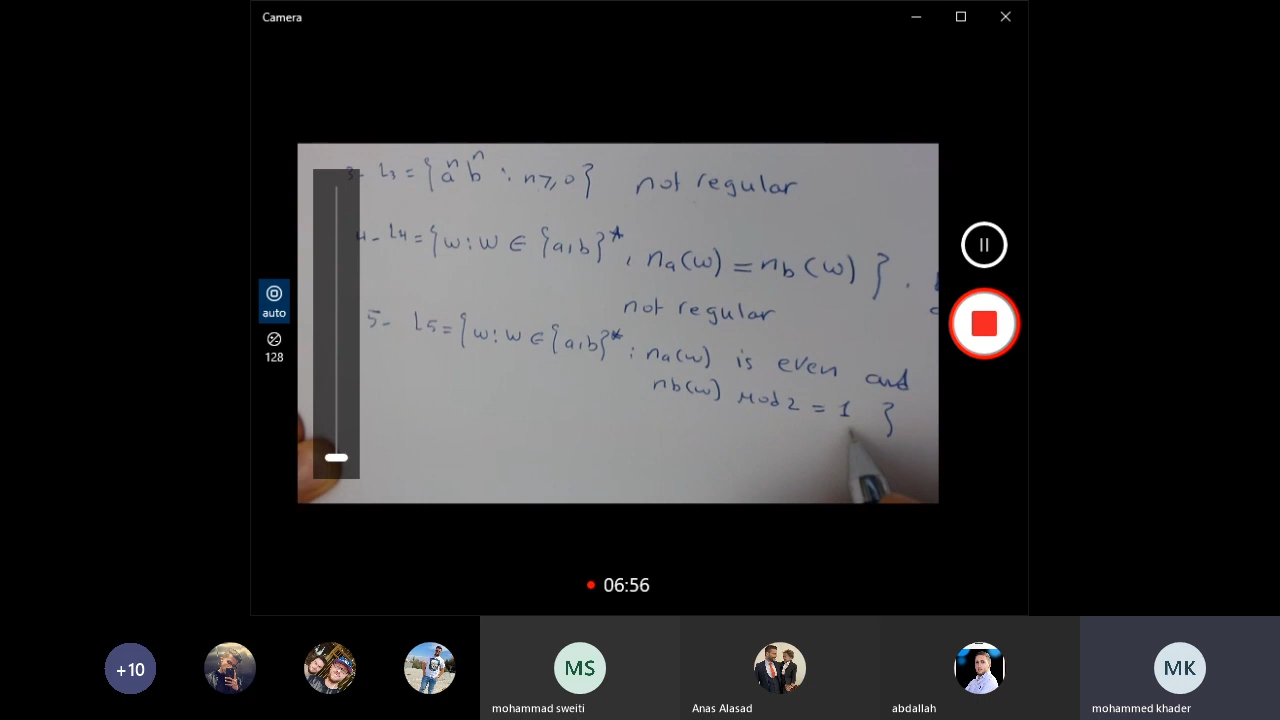 Camera
3- L3 = { a^n b^n : n ≥ 0 } not regular
4- L4 = { w : w ∈ {a,b}*, na(w) = nb(w) }.
not regular
5- L5 = { w : w ∈ {a,b}* : na(w) is even and
nb(w) Mod 2 = 1 }
auto
128
06:56
+10
MS
MK
mohammad sweiti
Anas Alasad
abdallah
mohammed khader